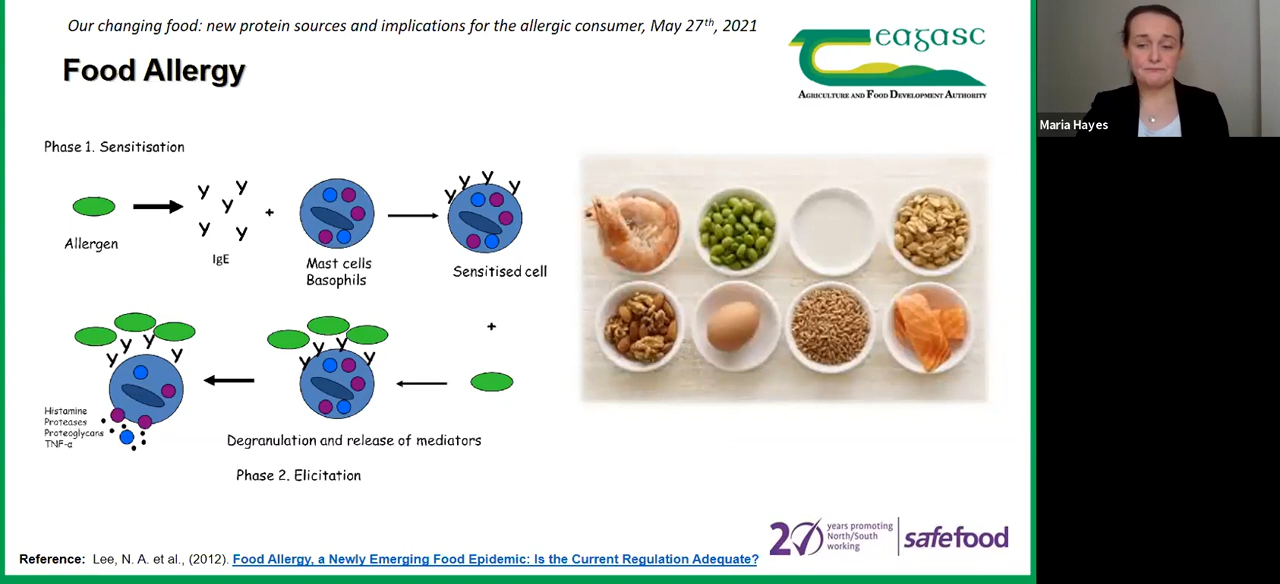 Our changing food: new protein sources and implications for the allergic consumer, May 27th, 2021
Food Allergy
eagasc
AGRICULTURE AND FOOD DEVELOPMENT AUTHORITY
Maria Hayes
Phase 1. Sensitisation
Allergen
IgE
+
Mast cells
Basophils
Sensitised cell
+
Histamine
Proteases
Proteoglycans
TNF-α
Degranulation and release of mediators
Phase 2. Elicitation
20 years promoting
North/South
working
safefood
Reference: Lee, N. A. et al., (2012). Food Allergy, a Newly Emerging Food Epidemic: Is the Current Regulation Adequate?